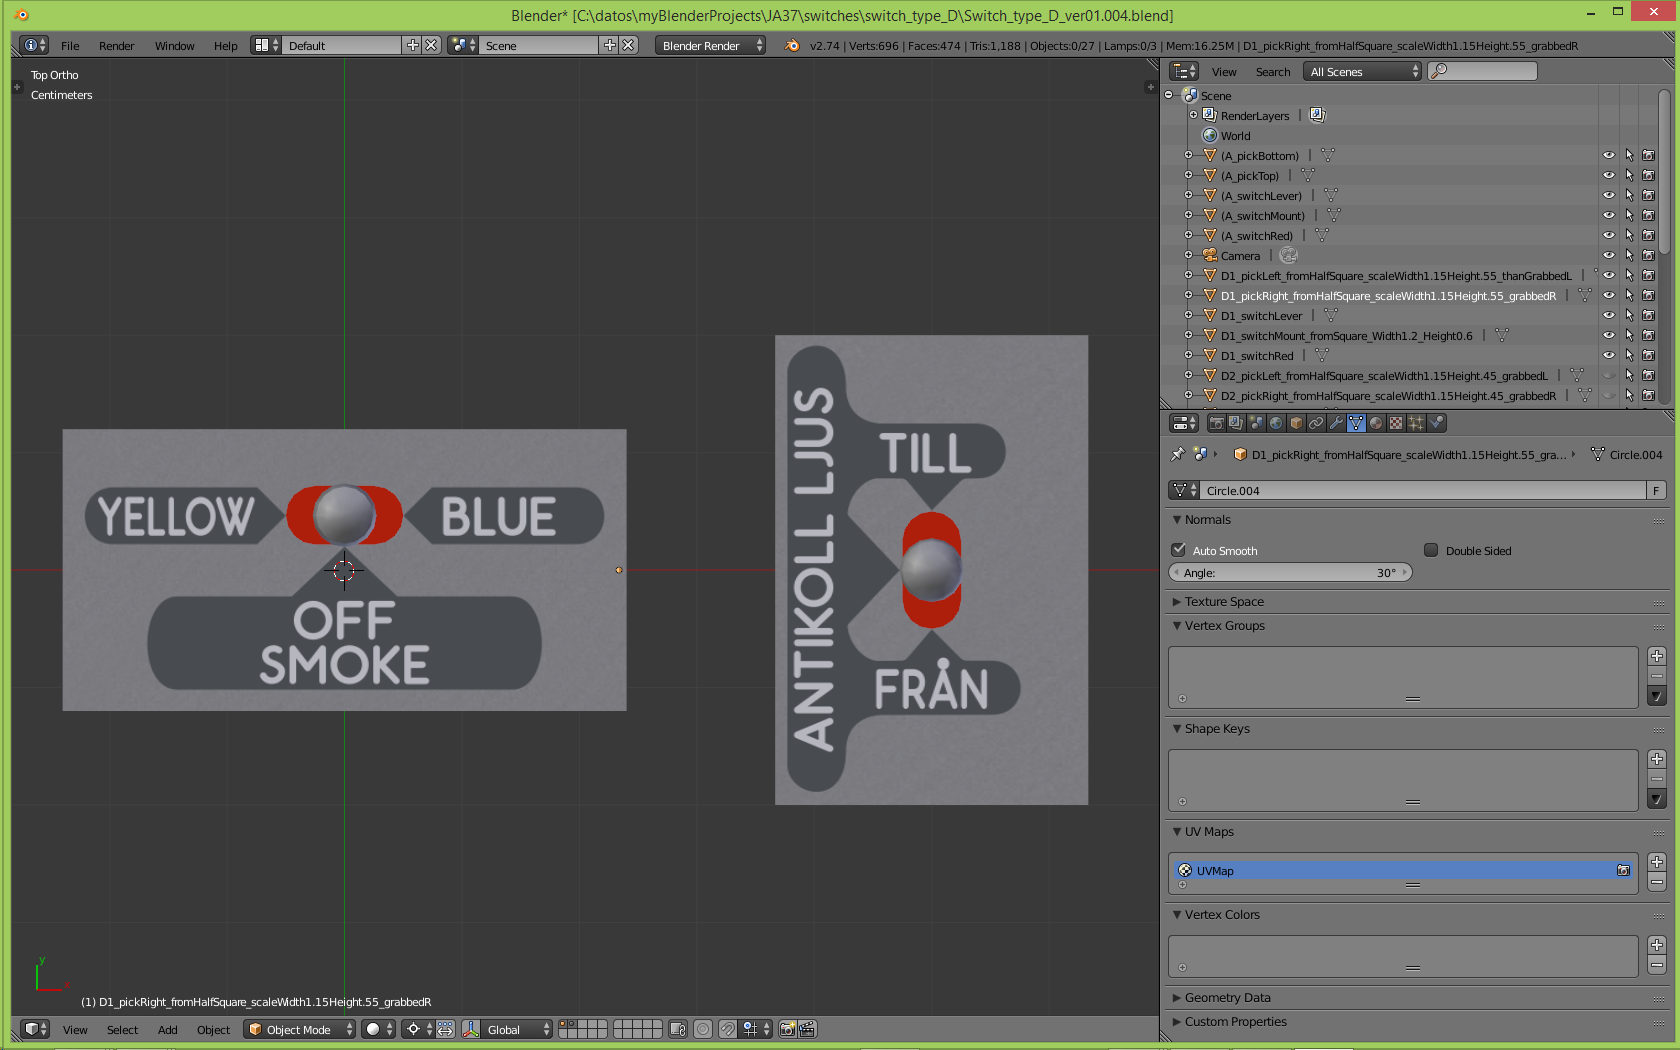 Blender* [C:\datos\myBlenderProjects\JA37\switches\switch_type_D\Switch_type_D_ver01.004.blend]
File Render Window Help Default Scene Blender Render v2.74 | Verts:696 | Faces:474 | Tris:1,188 | Objects:0/27 | Lamps:0/3 | Mem:16.25M | D1_pickRight_fromHalfSquare_scaleWidth1.15Height.55_grabbedR
Top Ortho
Centimeters
YELLOW BLUE
OFF
SMOKE
ANTIKOLL LJUS
TILL
FRÅN
y
x
(1) D1_pickRight_fromHalfSquare_scaleWidth1.15Height.55_grabbedR
View Select Add Object Object Mode Global
View Search All Scenes
Scene
RenderLayers
World
(A_pickBottom)
(A_pickTop)
(A_switchLever)
(A_switchMount)
(A_switchRed)
Camera
D1_pickLeft_fromHalfSquare_scaleWidth1.15Height.55_thanGrabbedL
D1_pickRight_fromHalfSquare_scaleWidth1.15Height.55_grabbedR
D1_switchLever
D1_switchMount_fromSquare_Width1.2_Height0.6
D1_switchRed
D2_pickLeft_fromHalfSquare_scaleWidth1.15Height.45_grabbedL
D2_pickRight_fromHalfSquare_scaleWidth1.15Height.45_grabbedR
D1_pickRight_fromHalfSquare_scaleWidth1.15Height.55_gra... Circle.004
Circle.004 F
Normals
Auto Smooth Double Sided
Angle: 30°
Texture Space
Vertex Groups
Shape Keys
UV Maps
UVMap
Vertex Colors
Geometry Data
Custom Properties